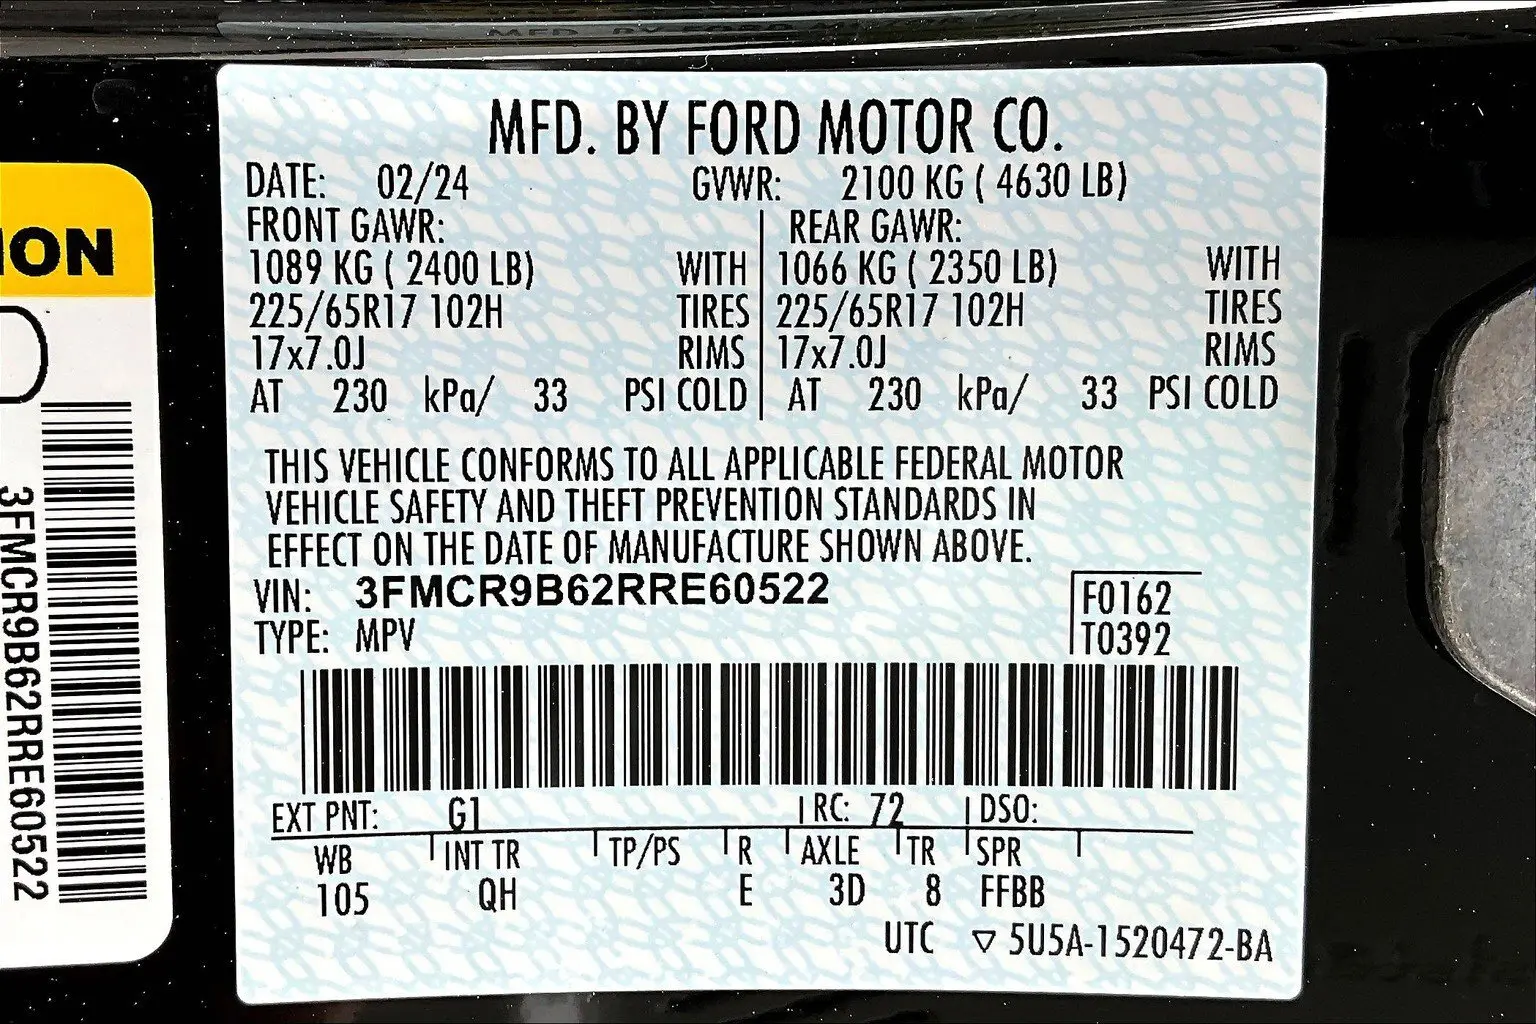 MFD. BY FORD MOTOR CO.
DATE: 02/24 GVWR: 2100 KG ( 4630 LB)
FRONT GAWR: REAR GAWR:
1089 KG ( 2400 LB) WITH 1066 KG ( 2350 LB) WITH
225/65R17 102H TIRES 225/65R17 102H TIRES
17x7.0J RIMS 17x7.0J RIMS
AT 230 kPa/ 33 PSI COLD AT 230 kPa/ 33 PSI COLD
THIS VEHICLE CONFORMS TO ALL APPLICABLE FEDERAL MOTOR
VEHICLE SAFETY AND THEFT PREVENTION STANDARDS IN
EFFECT ON THE DATE OF MANUFACTURE SHOWN ABOVE.
VIN: 3FMCR9B62RRE60522 F0162
TYPE: MPV T0392
EXT PNT: G1 RC: 72 DSO:
WB INT TR TP/PS R AXLE TR SPR
105 QH E 3D 8 FFBB
UTC ▽ 5U5A-1520472-BA
ION
3FMCR9B62RRE60522